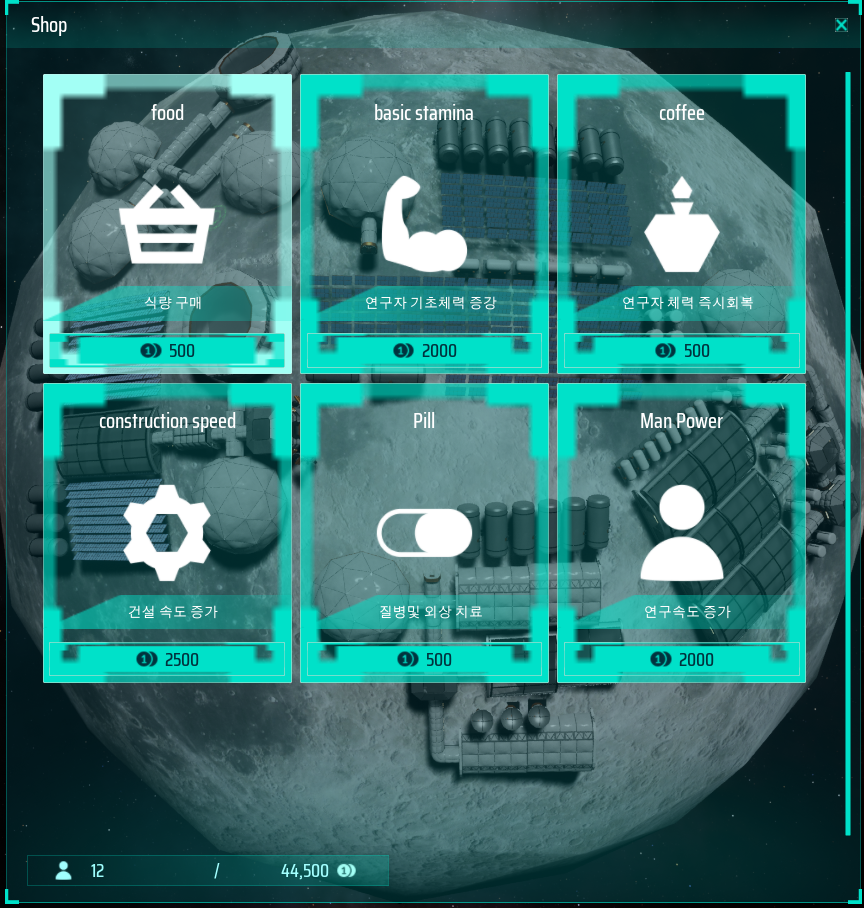 Shop
food
식량 구매
500
basic stamina
연구자 기초체력 증강
2000
coffee
연구자 체력 즉시회복
500
construction speed
건설 속도 증가
2500
Pill
질병및 외상 치료
500
Man Power
연구속도 증가
2000
12 / 44,500